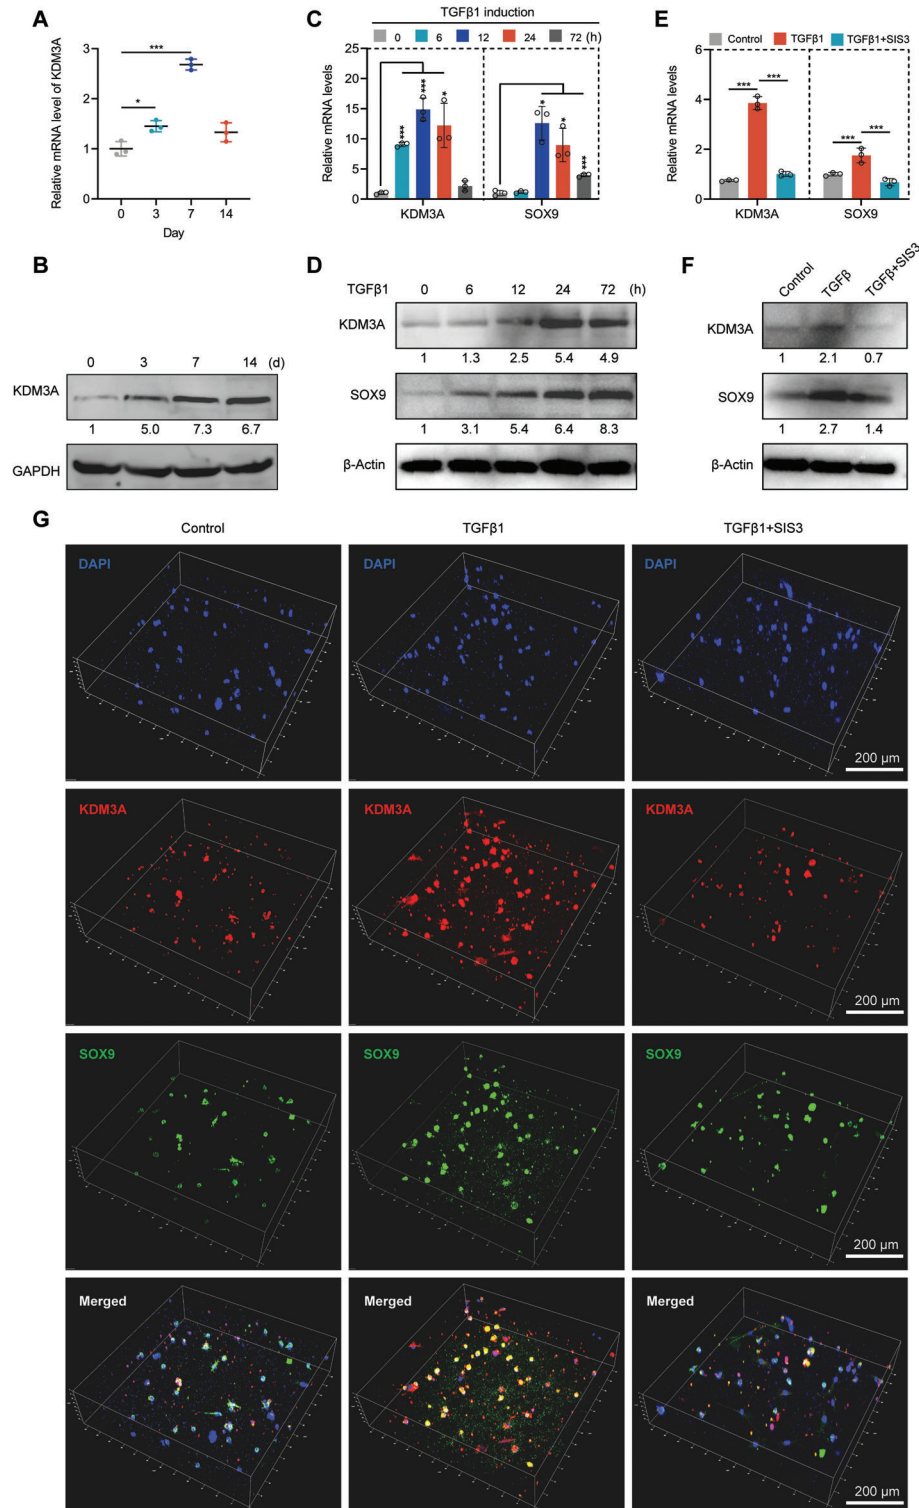 A
Relative mRNA level of KDM3A
3
2
1
0
*
***
0 3 7 14
Day
B
0 3 7 14 (d)
KDM3A
1 5.0 7.3 6.7
GAPDH
C
TGFβ1 induction
0 6 12 24 72 (h)
Relative mRNA levels
25
20
15
10
5
0
*** *** *
* * ***
KDM3A SOX9
D
TGFβ1 0 6 12 24 72 (h)
KDM3A
1 1.3 2.5 5.4 4.9
SOX9
1 3.1 5.4 6.4 8.3
β-Actin
E
Control TGFβ1 TGFβ1+SIS3
Relative mRNA levels
6
4
2
0
*** ***
*** ***
KDM3A SOX9
F
Control TGFβ TGFβ+SIS3
KDM3A
1 2.1 0.7
SOX9
1 2.7 1.4
β-Actin
G
Control TGFβ1 TGFβ1+SIS3
DAPI DAPI DAPI
200 μm
KDM3A KDM3A KDM3A
200 μm
SOX9 SOX9 SOX9
200 μm
Merged Merged Merged
200 μm